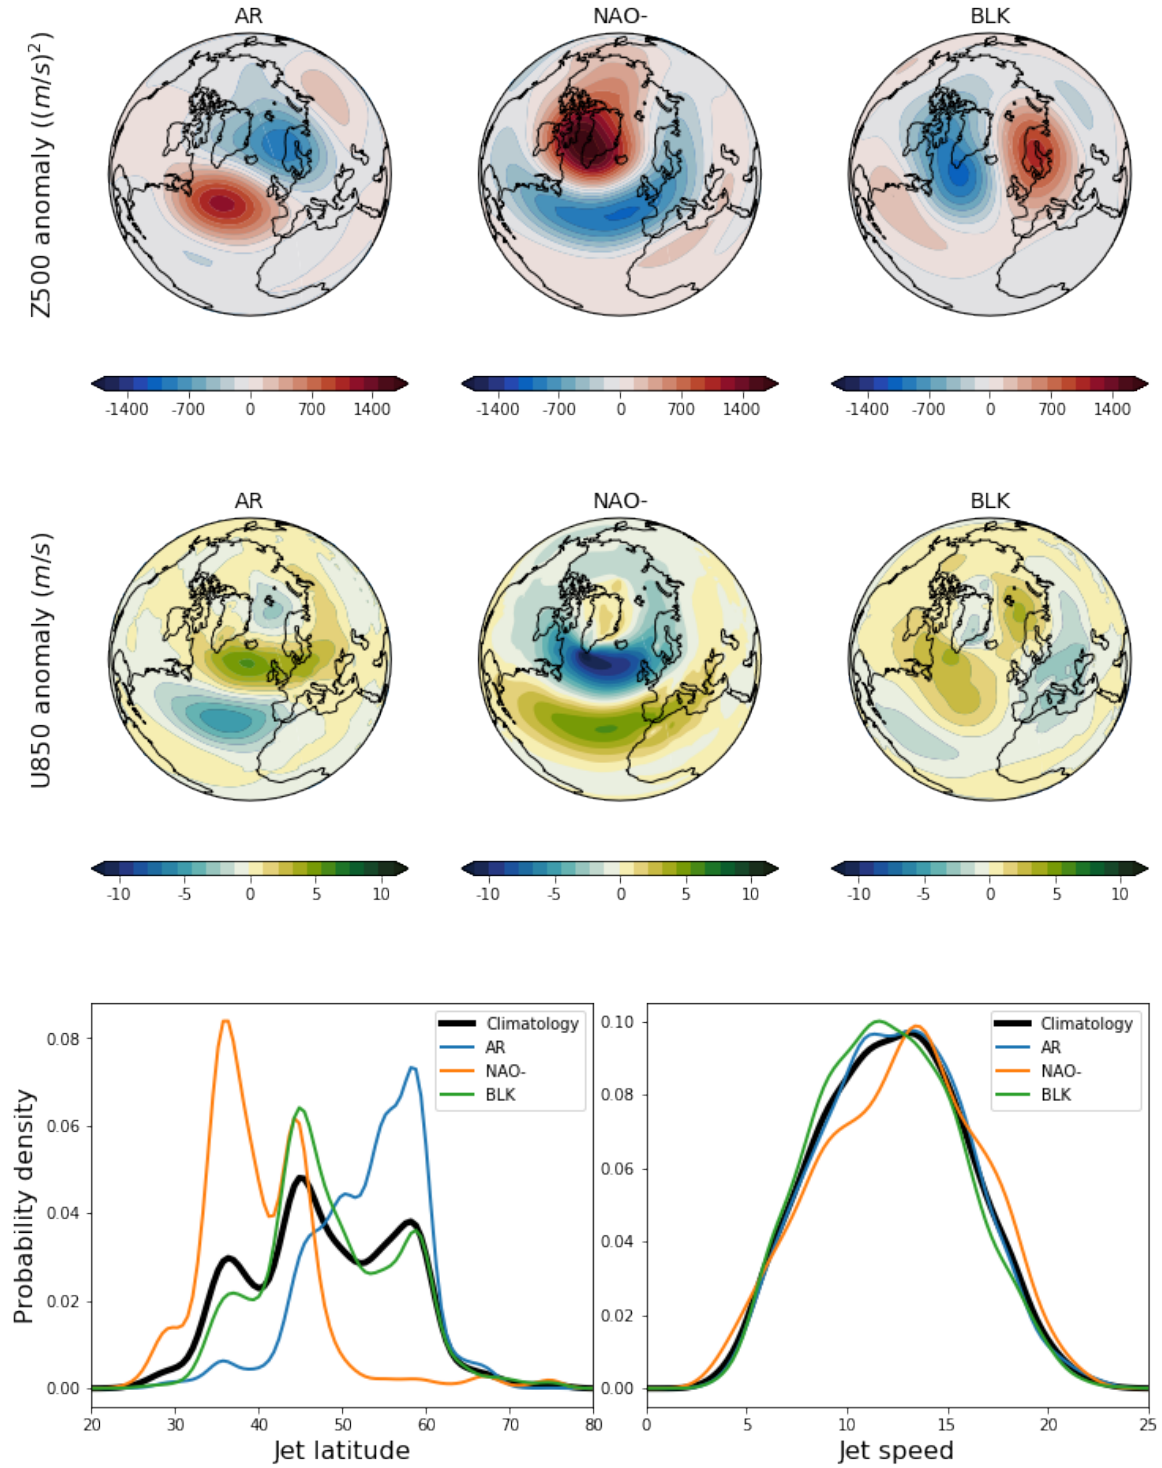 AR NAO- BLK
Z500 anomaly ((m/s)²)
-1400 -700 0 700 1400 -1400 -700 0 700 1400 -1400 -700 0 700 1400
AR NAO- BLK
U850 anomaly (m/s)
-10 -5 0 5 10 -10 -5 0 5 10 -10 -5 0 5 10
Probability density
0.08
0.06
0.04
0.02
0.00
20 30 40 50 60 70 80
Jet latitude
Climatology
AR
NAO-
BLK
0.10
0.08
0.06
0.04
0.02
0.00
0 5 10 15 20 25
Jet speed
Climatology
AR
NAO-
BLK